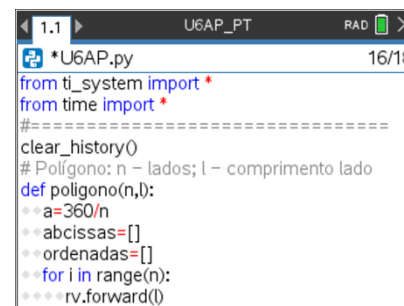 1.1 U6AP_PT RAD
*U6AP.py 16/18
from ti_system import *
from time import *
#================================
clear_history()
# Polígono: n – lados; l – comprimento lado
def poligono(n,l):
a=360/n
abcissas=[]
ordenadas=[]
for i in range(n):
rv.forward(l)